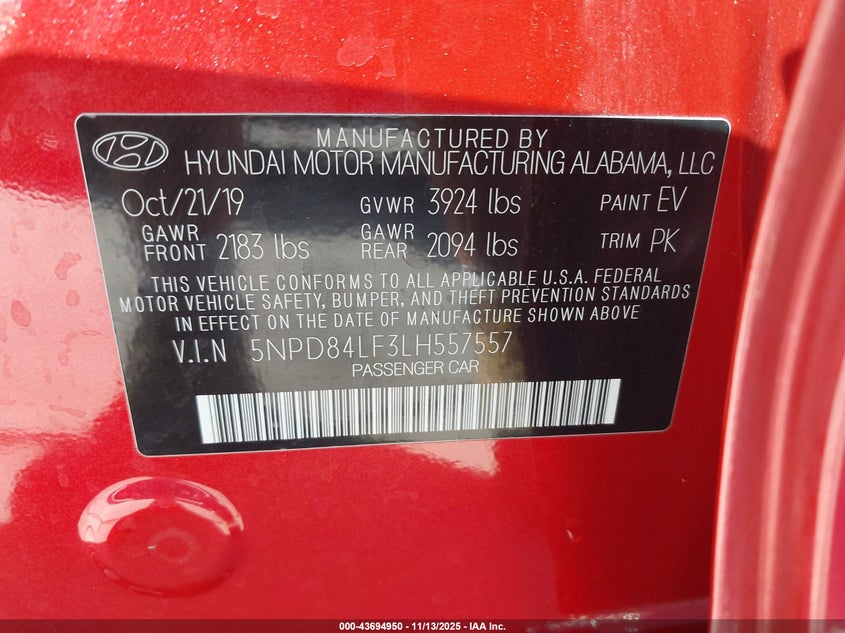 MANUFACTURED BY
HYUNDAI MOTOR MANUFACTURING ALABAMA, LLC
Oct/21/19 GVWR 3924 lbs PAINT EV
GAWR FRONT 2183 lbs GAWR REAR 2094 lbs TRIM PK
THIS VEHICLE CONFORMS TO ALL APPLICABLE U.S.A. FEDERAL
MOTOR VEHICLE SAFETY, BUMPER, AND THEFT PREVENTION STANDARDS
IN EFFECT ON THE DATE OF MANUFACTURE SHOWN ABOVE
V.I.N 5NPD84LF3LH557557
PASSENGER CAR
000-43694950 - 11/13/2025 - IAA Inc.